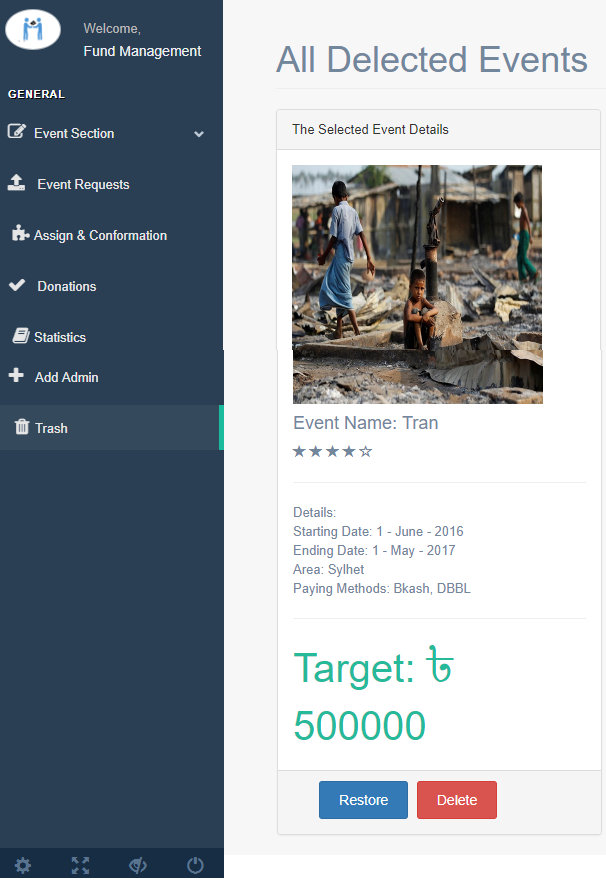 Welcome,
Fund Management
GENERAL
Event Section
Event Requests
Assign & Conformation
Donations
Statistics
Add Admin
Trash
All Delected Events
The Selected Event Details
Event Name: Tran
★★★★☆
Details:
Starting Date: 1 - June - 2016
Ending Date: 1 - May - 2017
Area: Sylhet
Paying Methods: Bkash, DBBL
Target: ৳
500000
Restore
Delete